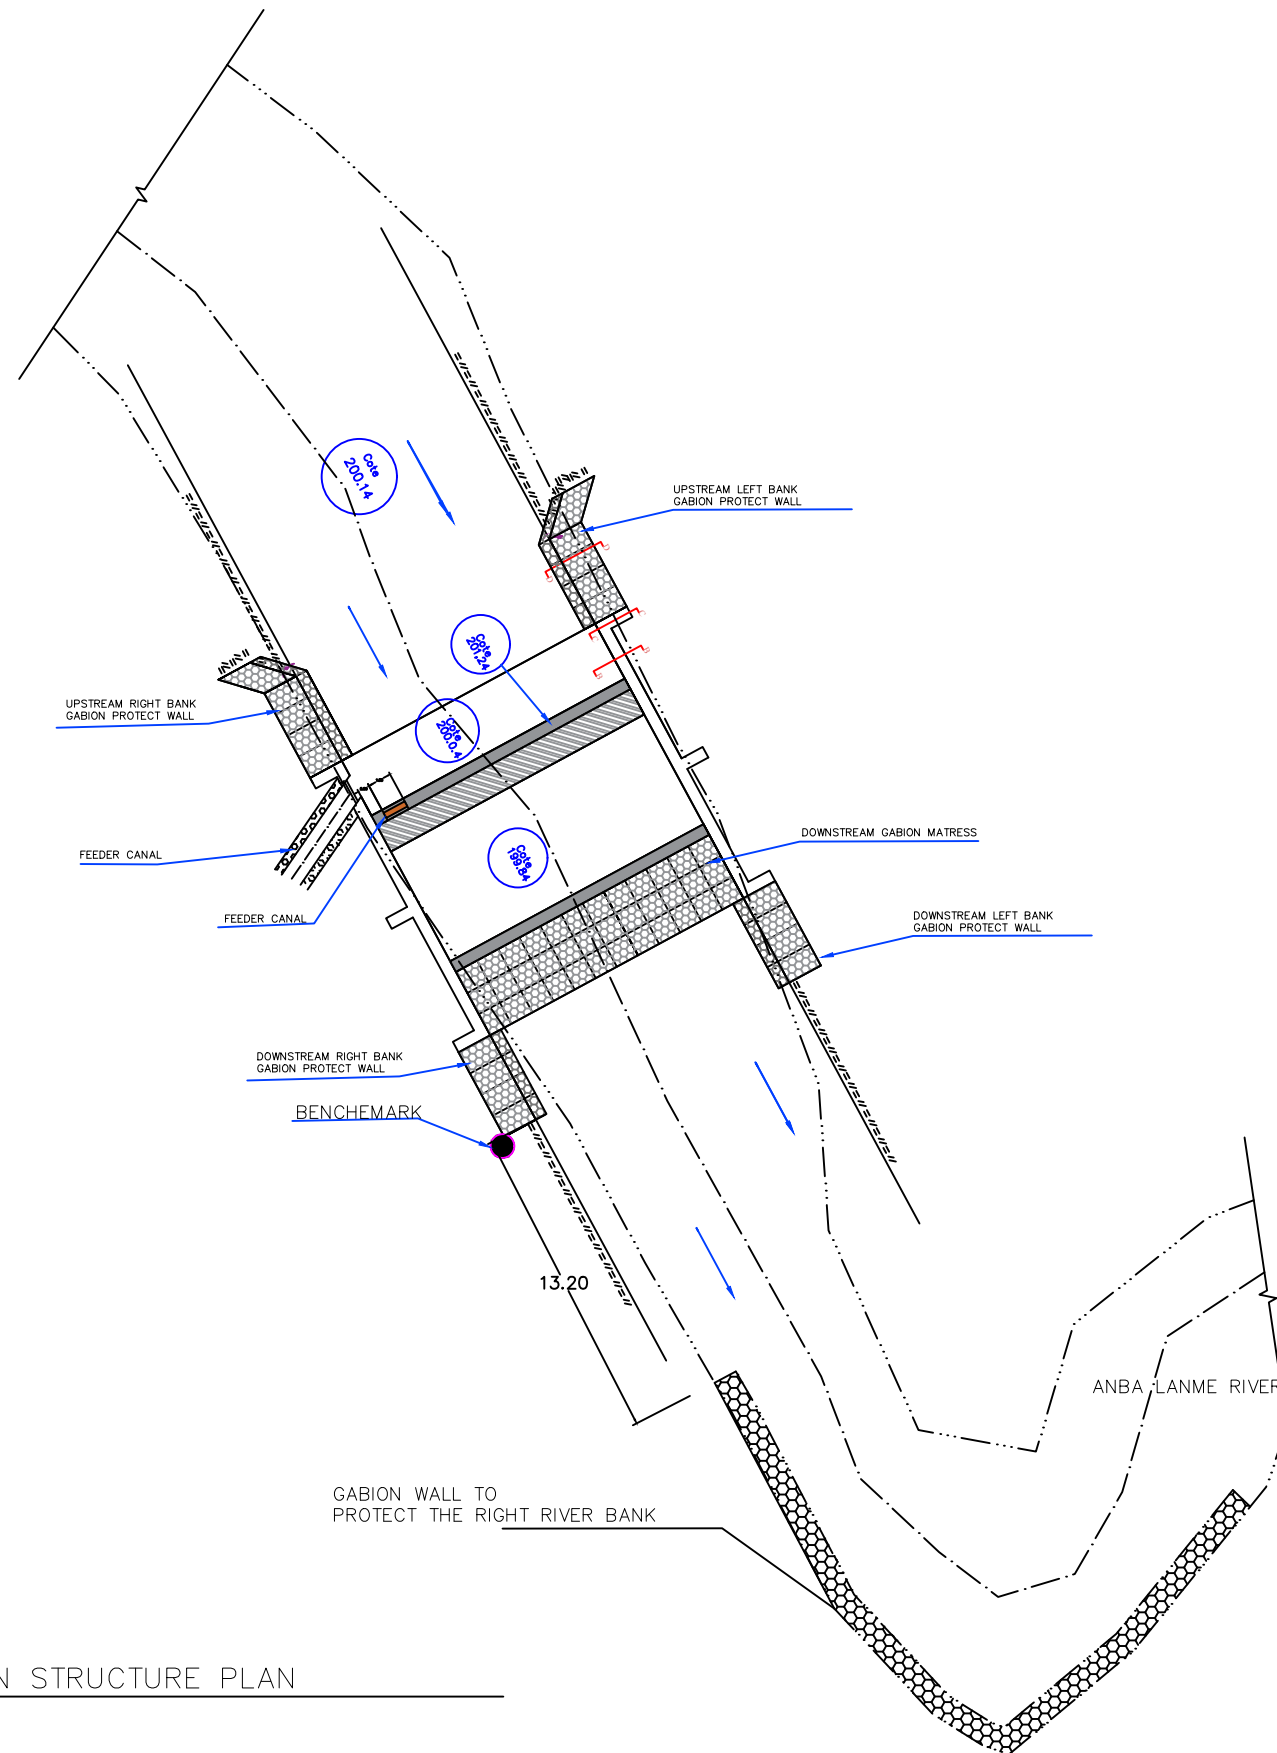 Cote
200.14
UPSTREAM LEFT BANK
GABION PROTECT WALL
Cote
201.24
UPSTREAM RIGHT BANK
GABION PROTECT WALL
Cote
200.0.4
FEEDER CANAL
DOWNSTREAM GABION MATRESS
Cote
199.84
FEEDER CANAL
DOWNSTREAM LEFT BANK
GABION PROTECT WALL
DOWNSTREAM RIGHT BANK
GABION PROTECT WALL
BENCHEMARK
13.20
ANBA LANME RIVER
GABION WALL TO
PROTECT THE RIGHT RIVER BANK
N STRUCTURE PLAN